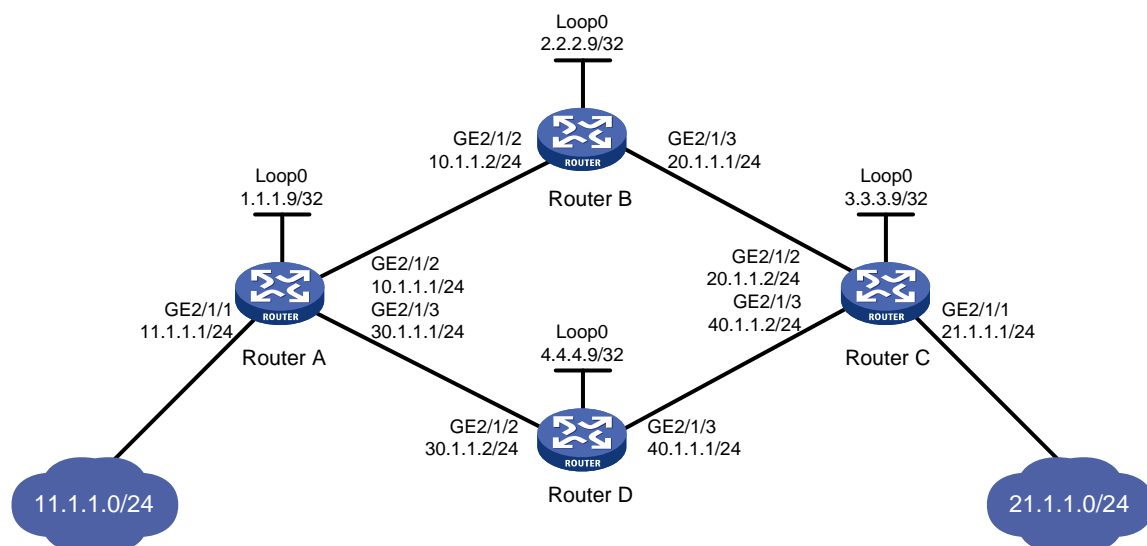 Loop0
2.2.2.9/32
GE2/1/2
10.1.1.2/24
ROUTER
GE2/1/3
20.1.1.1/24
Router B
Loop0
1.1.1.9/32
Loop0
3.3.3.9/32
GE2/1/1
11.1.1.1/24
ROUTER
Router A
GE2/1/2
10.1.1.1/24
GE2/1/3
30.1.1.1/24
GE2/1/2
20.1.1.2/24
GE2/1/3
40.1.1.2/24
ROUTER
Router C
GE2/1/1
21.1.1.1/24
Loop0
4.4.4.9/32
GE2/1/2
30.1.1.2/24
ROUTER
GE2/1/3
40.1.1.1/24
Router D
11.1.1.0/24
21.1.1.0/24